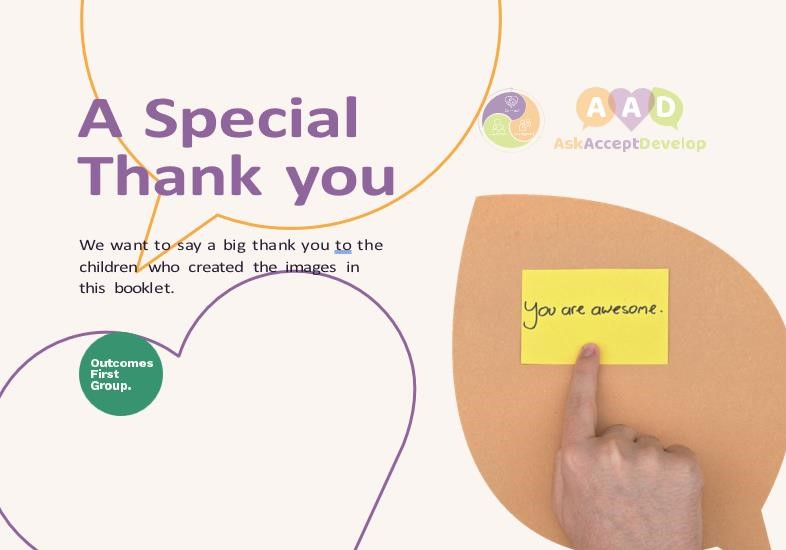 A Special
Thank you
We want to say a big thank you to the
children who created the images in
this booklet.
Outcomes
First
Group.
A A D
AskAcceptDevelop
You are awesome.